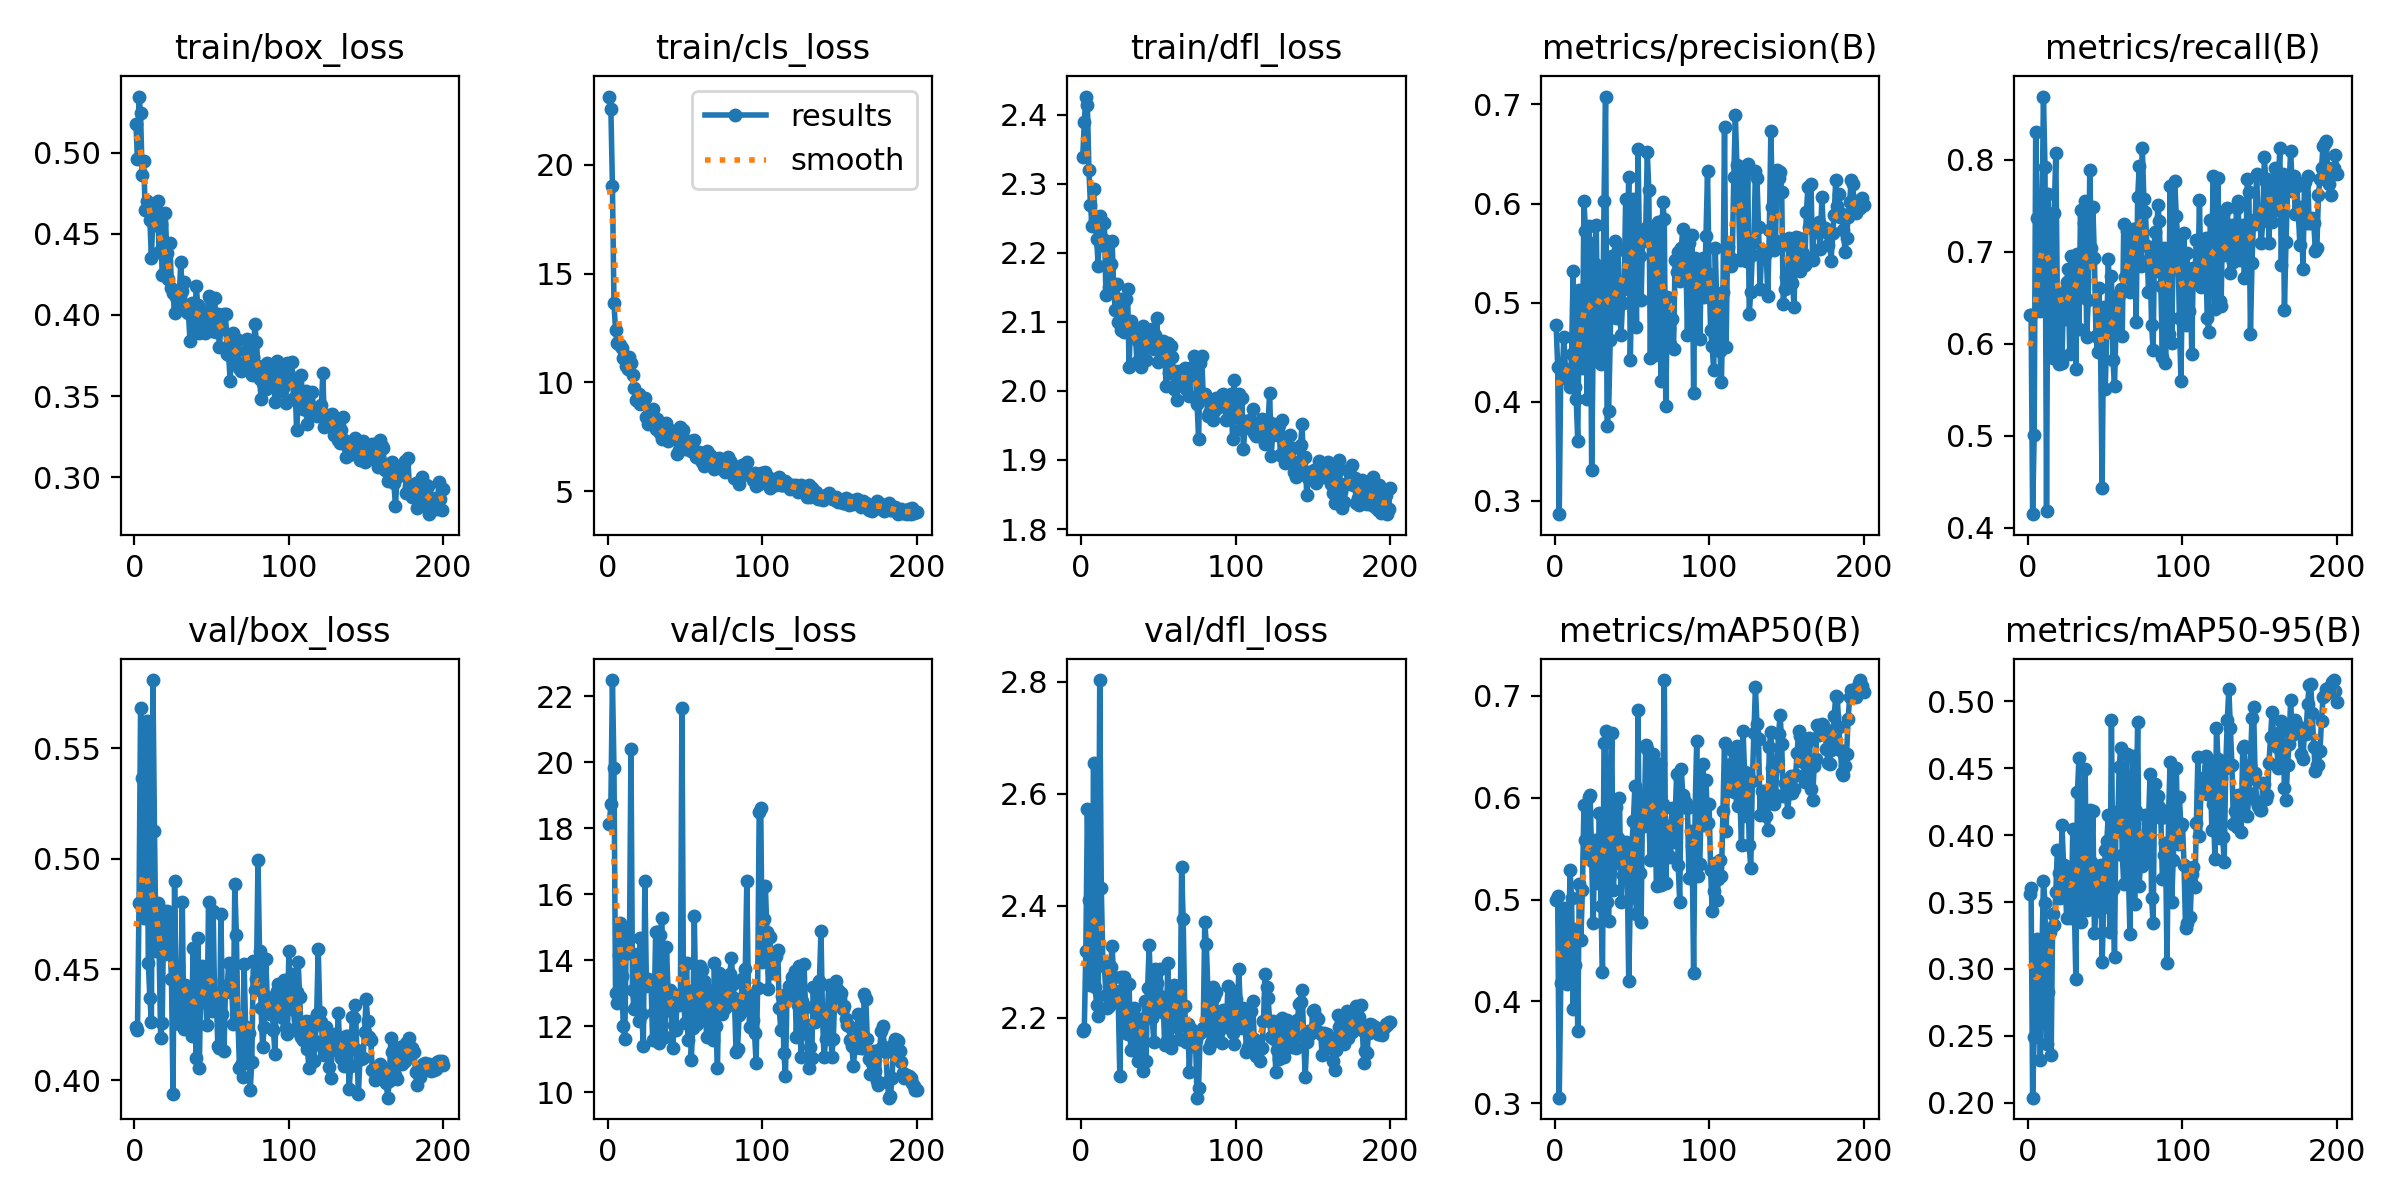 train/box_loss
0.50
0.45
0.40
0.35
0.30
0 100 200
train/cls_loss
results
smooth
20
15
10
5
0 100 200
train/dfl_loss
2.4
2.3
2.2
2.1
2.0
1.9
1.8
0 100 200
metrics/precision(B)
0.7
0.6
0.5
0.4
0.3
0 100 200
metrics/recall(B)
0.8
0.7
0.6
0.5
0.4
0 100 200
val/box_loss
0.55
0.50
0.45
0.40
0 100 200
val/cls_loss
22
20
18
16
14
12
10
0 100 200
val/dfl_loss
2.8
2.6
2.4
2.2
0 100 200
metrics/mAP50(B)
0.7
0.6
0.5
0.4
0.3
0 100 200
metrics/mAP50-95(B)
0.50
0.45
0.40
0.35
0.30
0.25
0.20
0 100 200